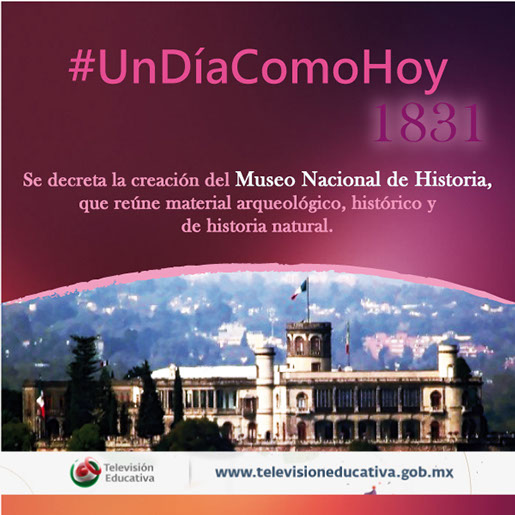 #UnDíaComoHoy
1831
Se decreta la creación del Museo Nacional de Historia,
que reúne material arqueológico, histórico y
de historia natural.
Televisión
Educativa
www.televisioneducativa.gob.mx